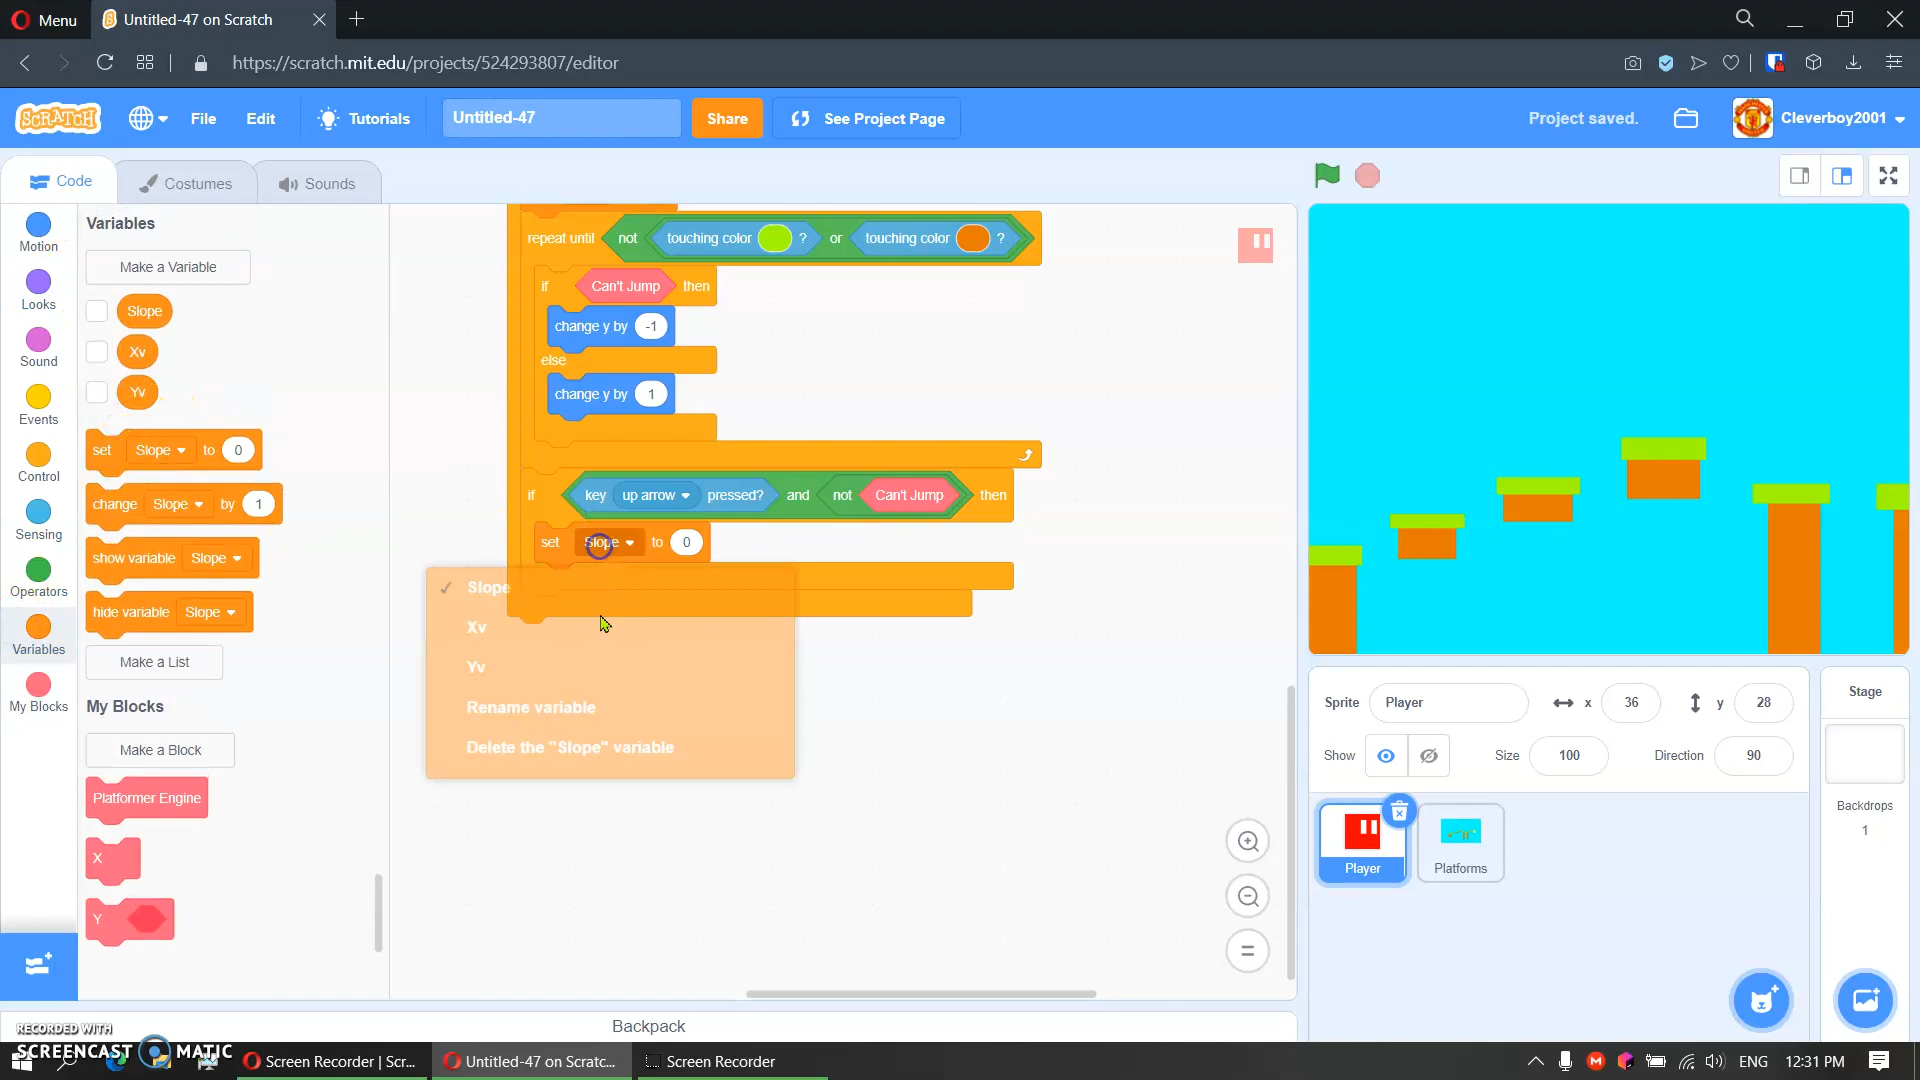 Menu
Untitled-47 on Scratch
https://scratch.mit.edu/projects/524293807/editor
SCRATCH
File
Edit
Tutorials
Untitled-47
Share
See Project Page
Project saved.
Cleverboy2001
Code
Costumes
Sounds
Motion
Looks
Sound
Events
Control
Sensing
Operators
Variables
My Blocks
Variables
Make a Variable
Slope
Xv
Yv
set Slope to 0
change Slope by 1
show variable Slope
hide variable Slope
Make a List
My Blocks
Make a Block
Platformer Engine
X
Y
repeat until not touching color ? or touching color ?
if Can't Jump then
change y by -1
else
change y by 1
if key up arrow pressed? and not Can't Jump then
set Slope to 0
Slope
Xv
Yv
Rename variable
Delete the "Slope" variable
Sprite Player x 36 y 28
Show Size 100 Direction 90
Player
Platforms
Stage
Backdrops
1
Backpack
RECORDED WITH
SCREENCAST MATIC
Screen Recorder | Scr...
Untitled-47 on Scratc...
Screen Recorder
ENG
12:31 PM